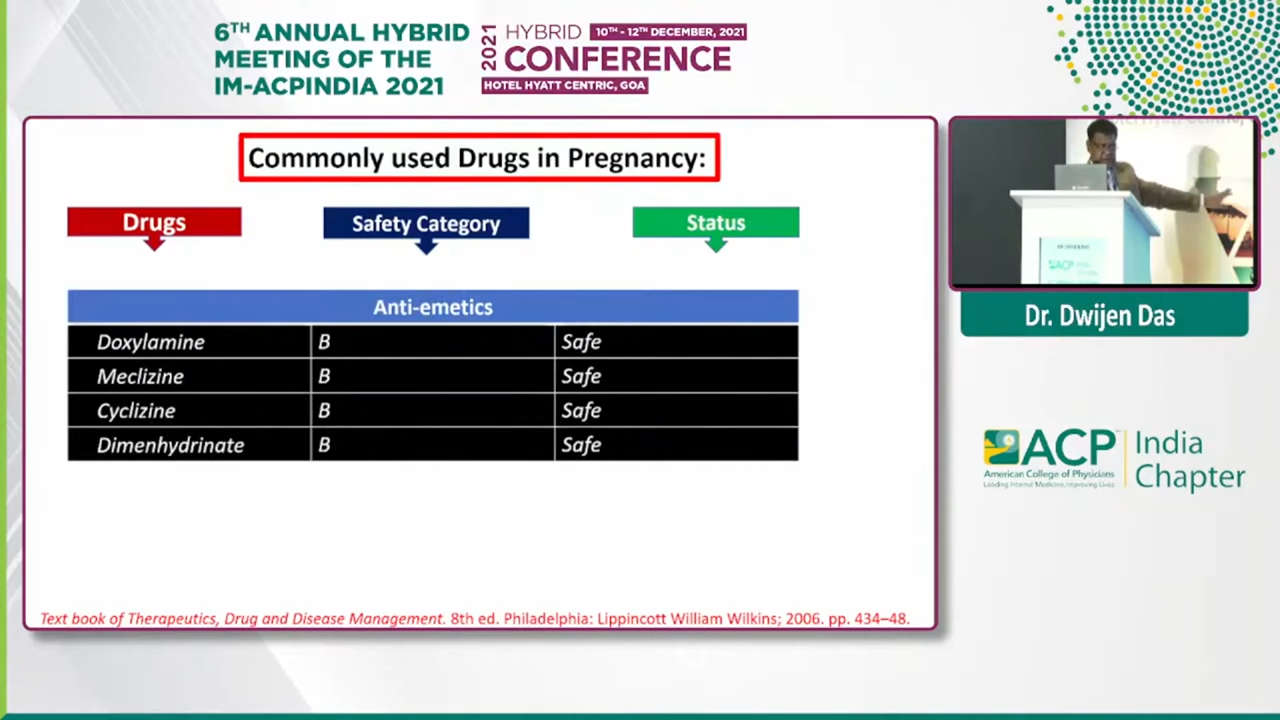 6TH ANNUAL HYBRID
MEETING OF THE
IM-ACPINDIA 2021
2021
HYBRID
10TH - 12TH DECEMBER, 2021
CONFERENCE
HOTEL HYATT CENTRIC, GOA
Commonly used Drugs in Pregnancy:
Drugs Safety Category Status
Anti-emetics
Doxylamine B Safe
Meclizine B Safe
Cyclizine B Safe
Dimenhydrinate B Safe
Text book of Therapeutics, Drug and Disease Management. 8th ed. Philadelphia: Lippincott William Wilkins; 2006. pp. 434–48.
ACP
Dr. Dwijen Das
ACP
American College of Physicians
Leading Internal Medicine, Improving Lives
India
Chapter